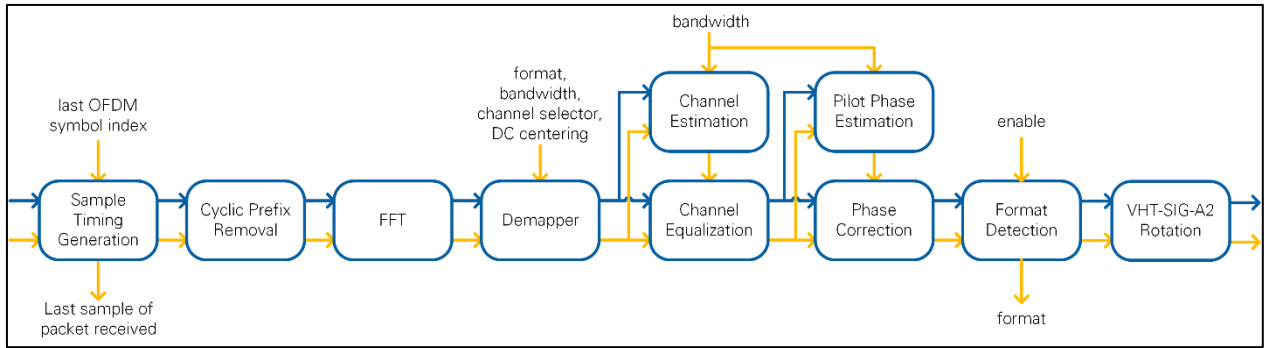 bandwidth
format,
bandwidth,
channel selector,
DC centering
last OFDM
symbol index
Channel
Estimation
Pilot Phase
Estimation
enable
Sample
Timing
Generation
Cyclic Prefix
Removal
FFT
Demapper
Channel
Equalization
Phase
Correction
Format
Detection
VHT-SIG-A2
Rotation
Last sample of
packet received
format